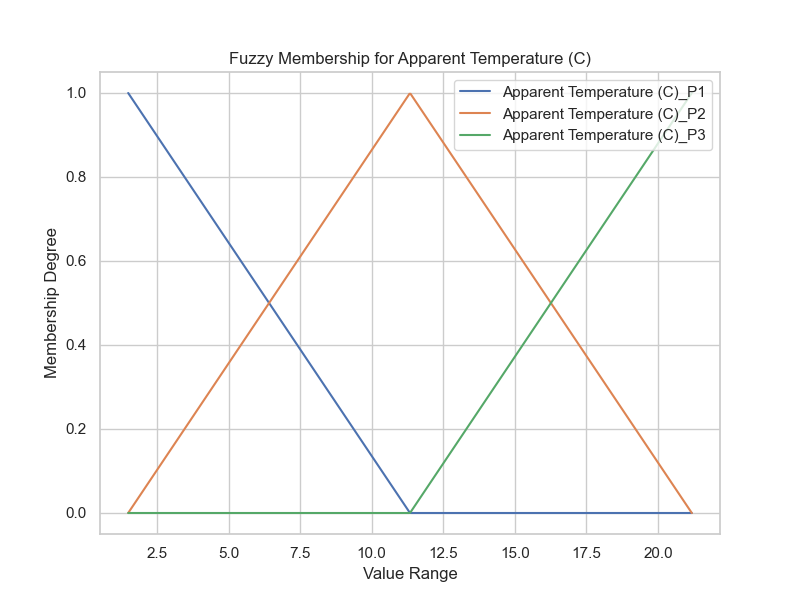 Fuzzy Membership for Apparent Temperature (C)
Apparent Temperature (C)_P1
Apparent Temperature (C)_P2
Apparent Temperature (C)_P3
Membership Degree
1.0
0.8
0.6
0.4
0.2
0.0
2.5 5.0 7.5 10.0 12.5 15.0 17.5 20.0
Value Range